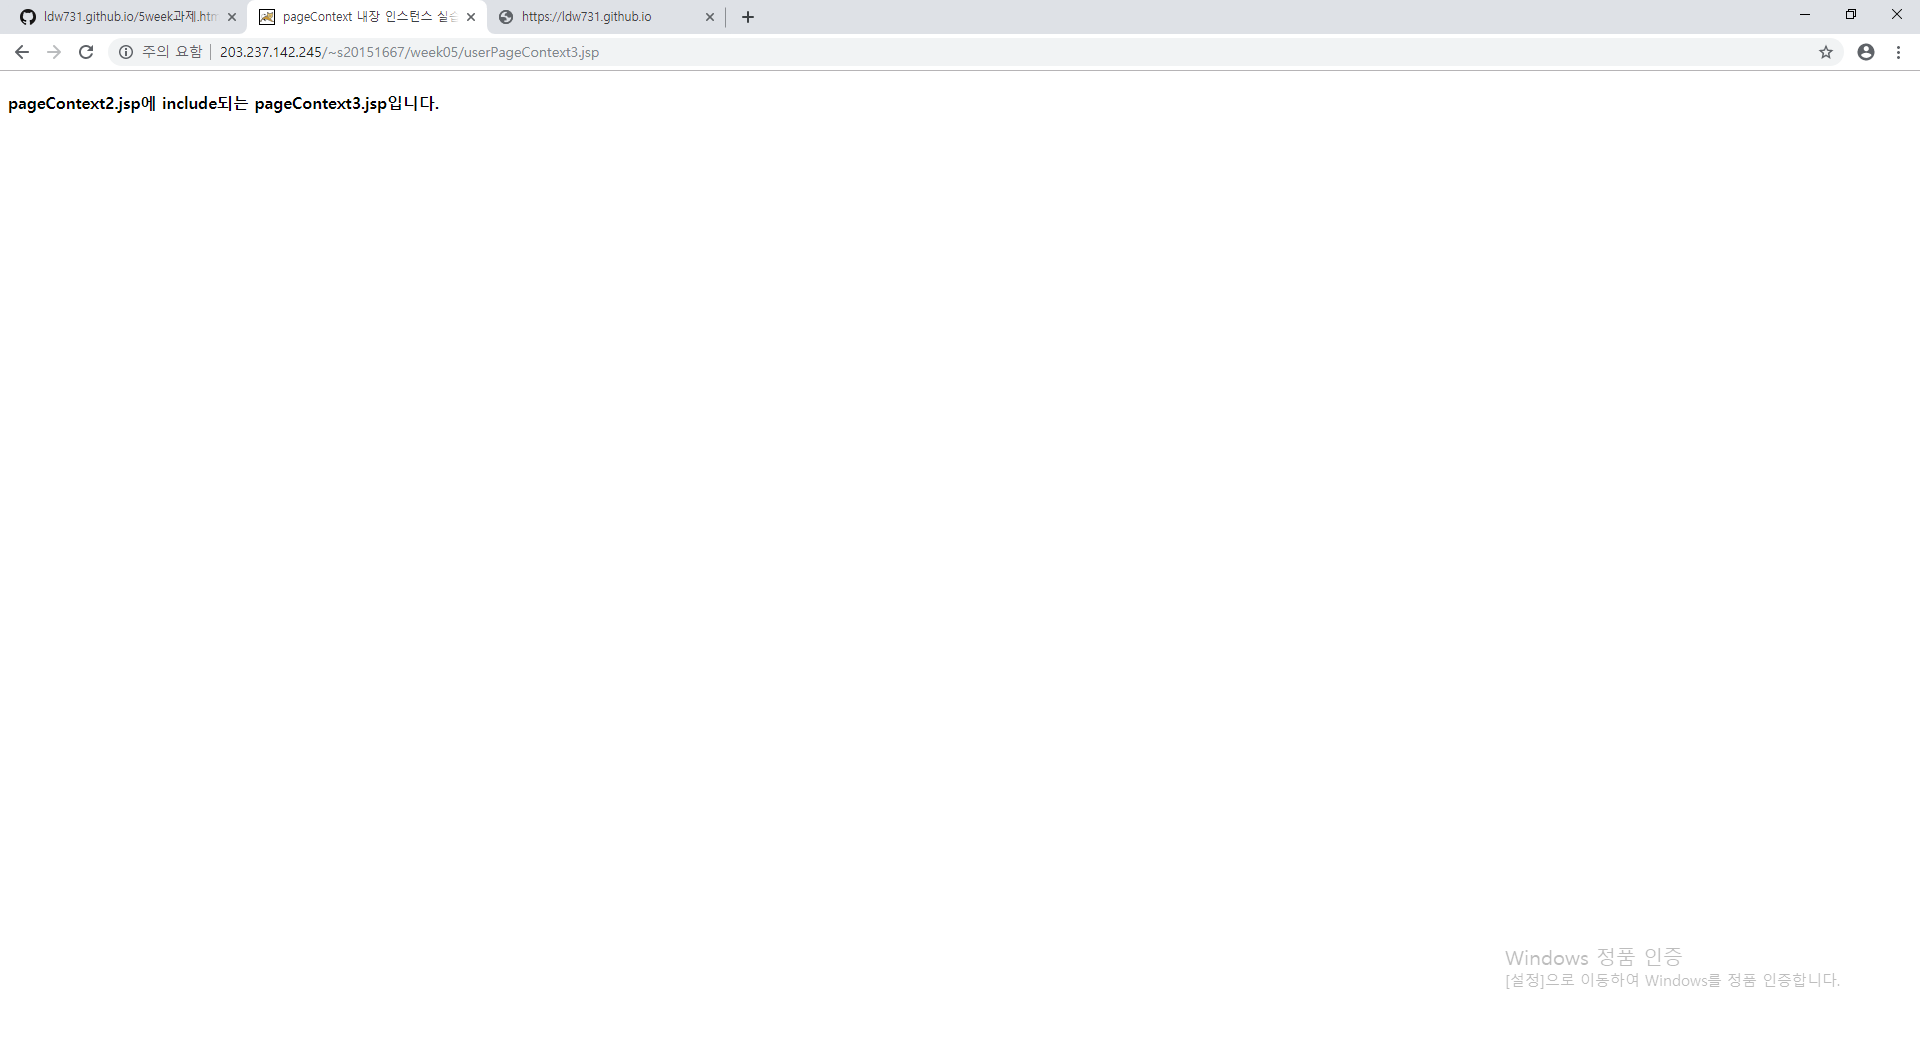 ldw731.github.io/5week과제.htm
pageContext 내장 인스턴스 실습
https://ldw731.github.io
주의 요함
203.237.142.245/~s20151667/week05/userPageContext3.jsp
pageContext2.jsp에 include되는 pageContext3.jsp입니다.
Windows 정품 인증
[설정]으로 이동하여 Windows를 정품 인증합니다.